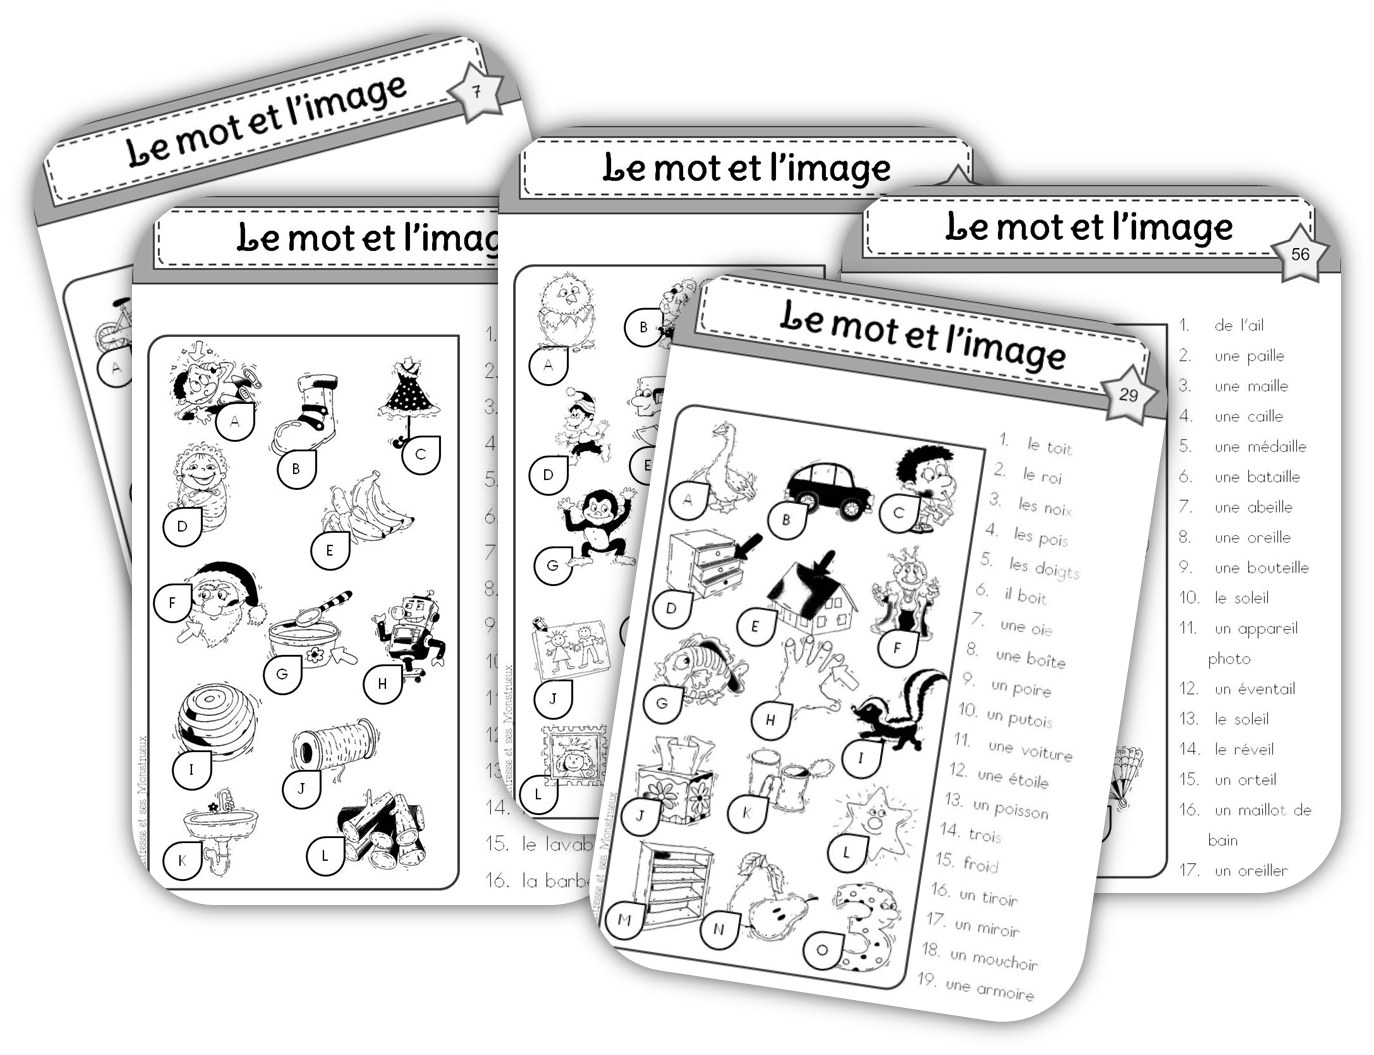 Le mot et l'image
7
A
Le mot et l'imag
A
B
C
D
E
F
G
H
I
J
K
L
1.
2.
3.
4
5.
6
7
8.
9
10
11
12
13
14.
15. le lavab
16. la barbe
Le mot et l'image
A
B
D
E
G
J
L
Le mot et l'image
29
A
B
C
D
E
F
G
H
I
J
K
L
M
N
O
1. le toit
2. le roi
3. les noix
4. les pois
5. les doigts
6. il boit
7. une oie
8. une boîte
9. un poire
10. un putois
11. une voiture
12. une étoile
13. un poisson
14. trois
15. froid
16. un tiroir
17. un miroir
18. un mouchoir
19. une armoire
Le mot et l'image
56
1. de l'ail
2. une paille
3. une maille
4. une caille
5. une médaille
6. une bataille
7. une abeille
8. une oreille
9. une bouteille
10. le soleil
11. un appareil
photo
12. un éventail
13. le soleil
14. le réveil
15. un orteil
16. un maillot de
bain
17. un oreiller
et ses Monstrueux
et ses Monstrueux
et ses Monstrueux